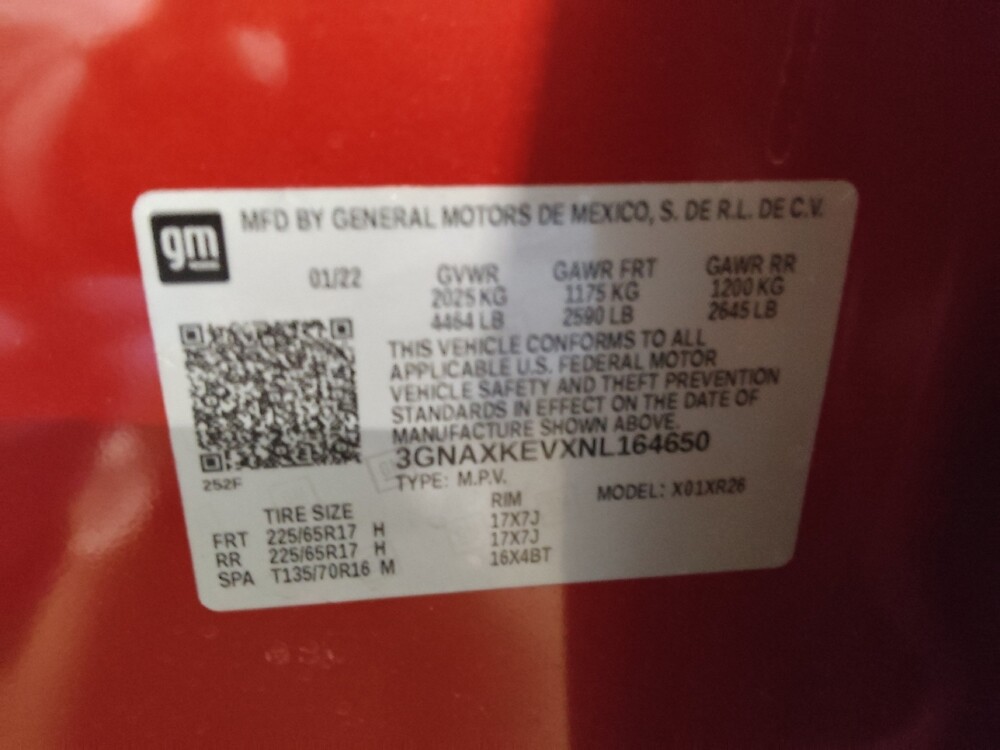 gm
MFD BY GENERAL MOTORS DE MEXICO, S. DE R.L. DE C.V.
01/22 GVWR GAWR FRT GAWR RR
2025 KG 1175 KG 1200 KG
4464 LB 2590 LB 2645 LB
THIS VEHICLE CONFORMS TO ALL
APPLICABLE U.S. FEDERAL MOTOR
VEHICLE SAFETY AND THEFT PREVENTION
STANDARDS IN EFFECT ON THE DATE OF
MANUFACTURE SHOWN ABOVE.
3GNAXKEVXNL164650
252F
TYPE: M.P.V. MODEL: X01XR26
TIRE SIZE RIM
FRT 225/65R17 H 17X7J
RR 225/65R17 H 17X7J
SPA T135/70R16 M 16X4BT